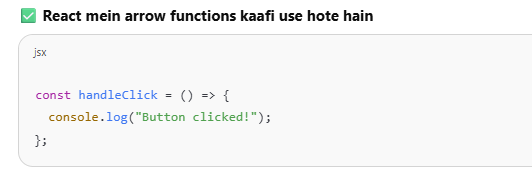 ✅ React mein arrow functions kaafi use hote hain
jsx
const handleClick = () => {
  console.log("Button clicked!");
};